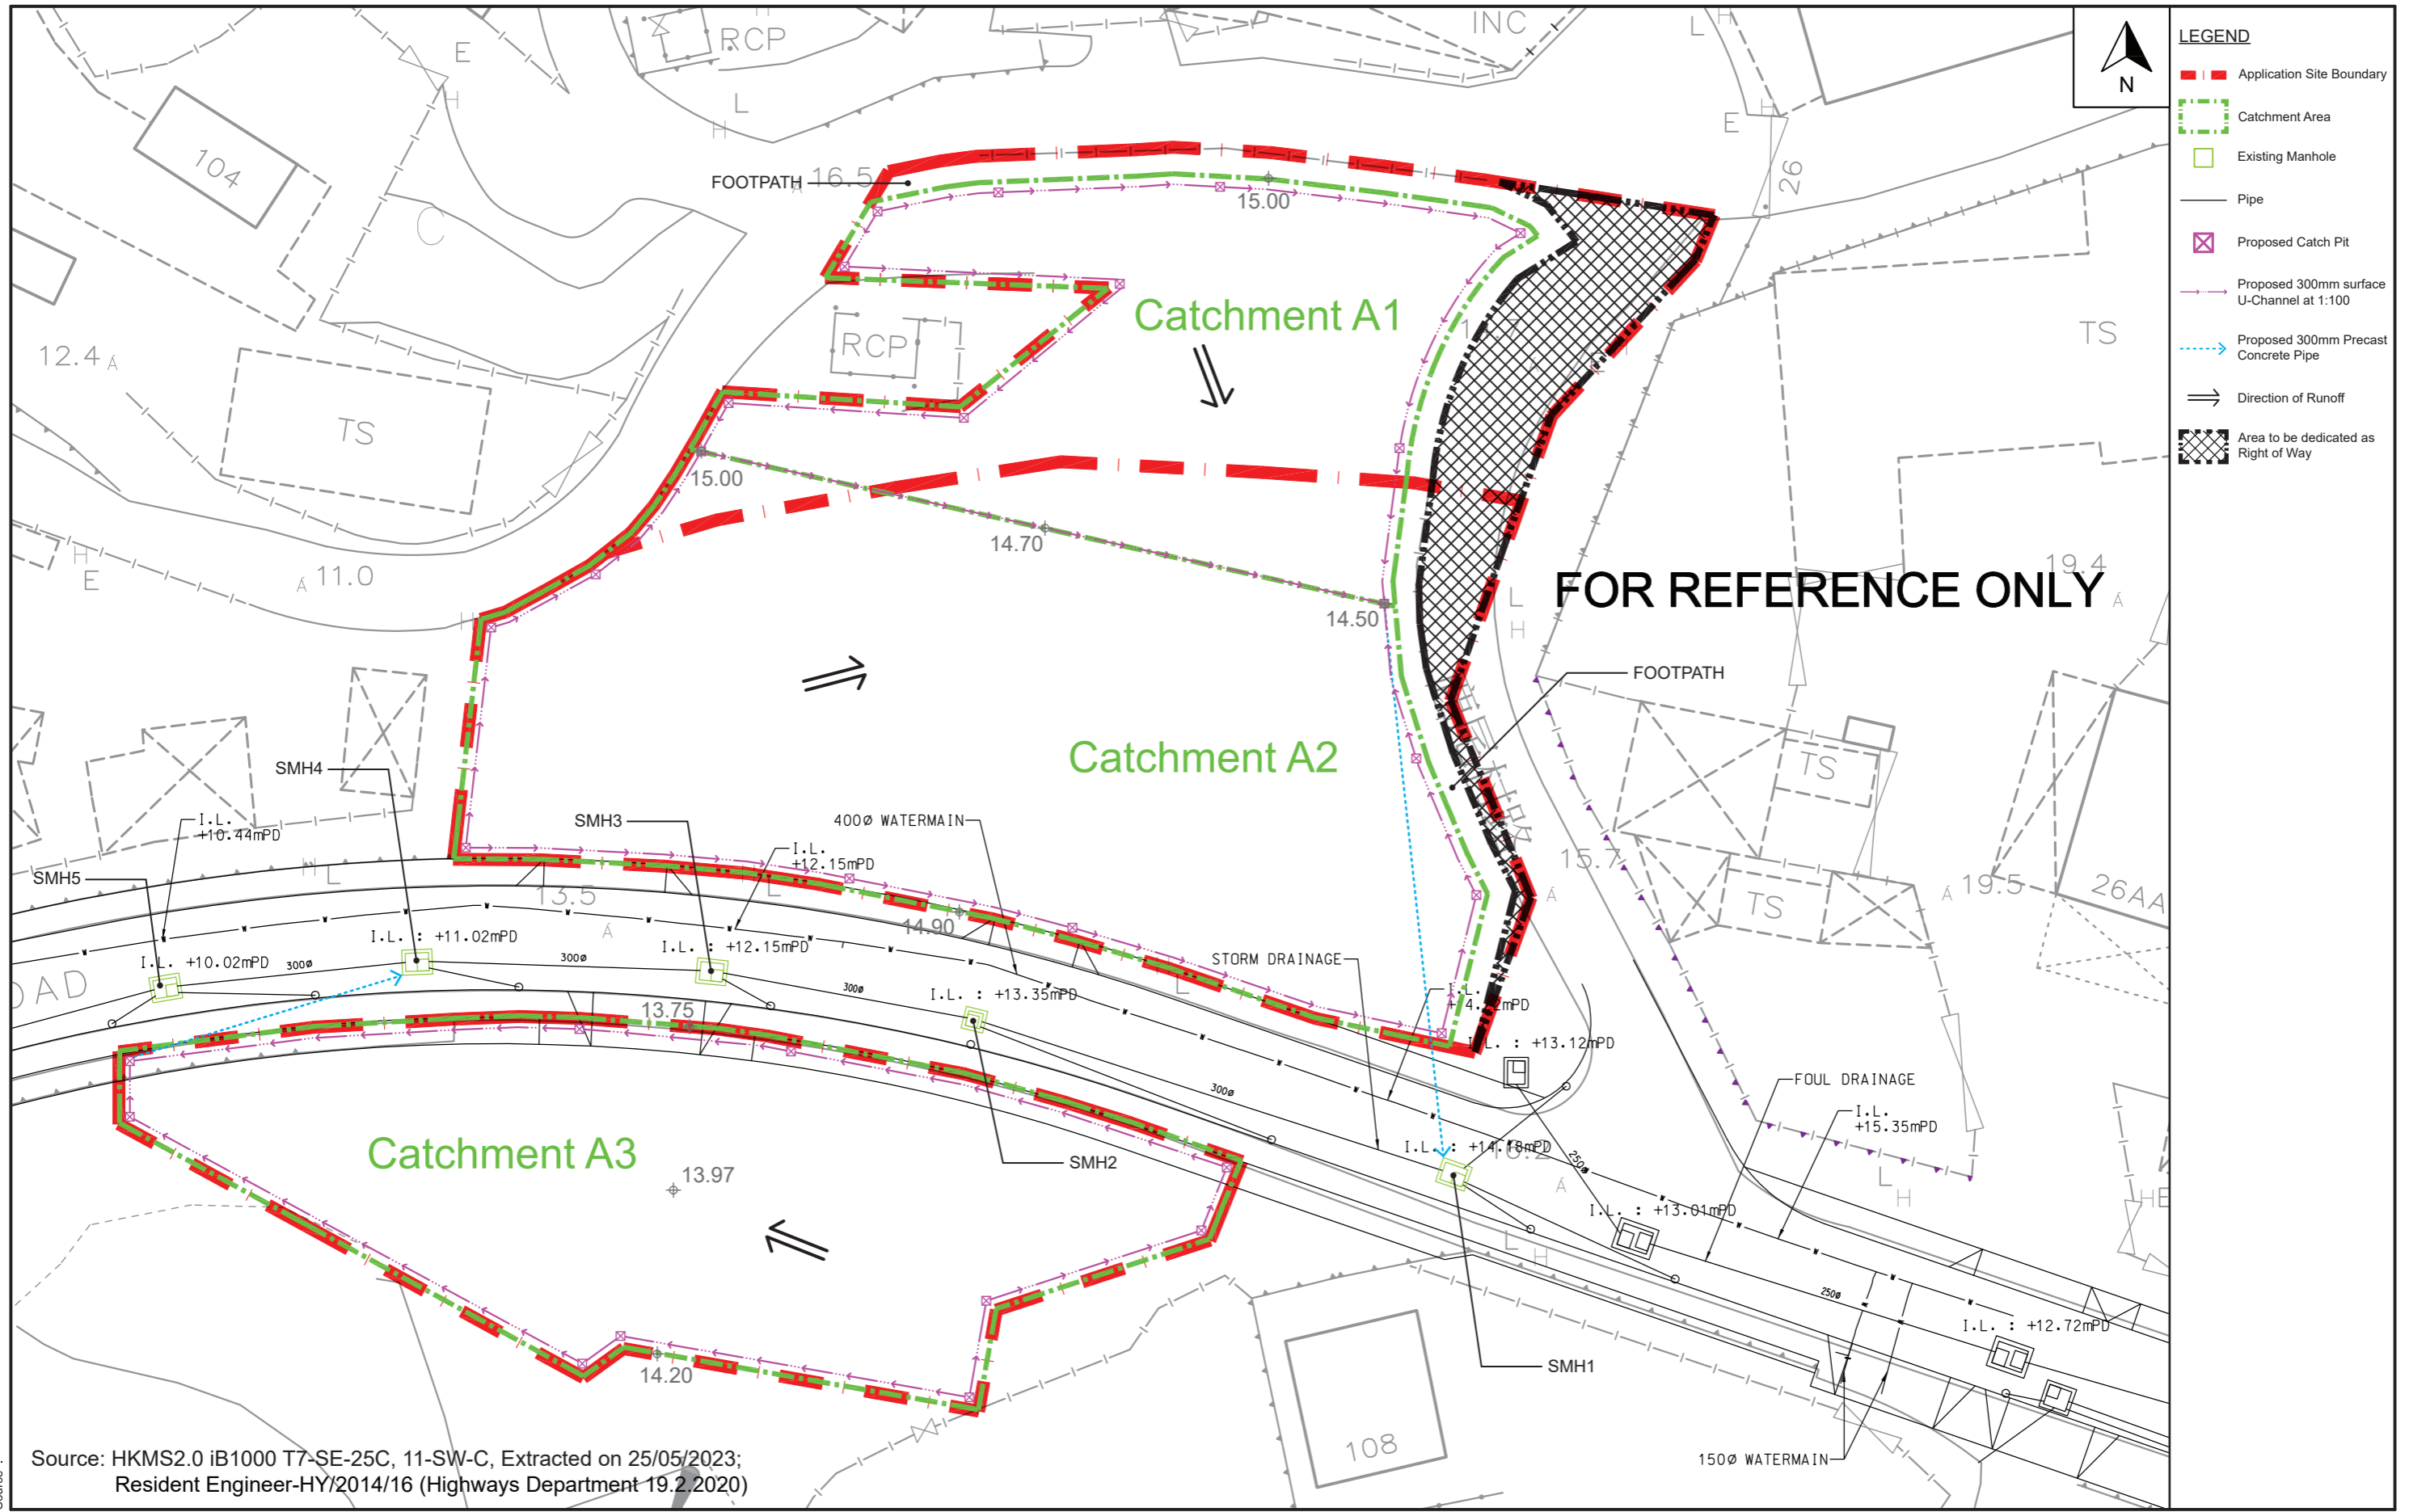 RCP
INC
L
H
E
L
H
E
H
L
H
E
26
104
FOOTPATH
16.5
15.00
C
Catchment A1
RCP
12.4
TS
TS
15.00
14.70
14.50
FOR REFERENCE ONLY
19.4
H
E
11.0
H
L
H
FOOTPATH
Catchment A2
SMH4
TS
I.L.
+10.44mPD
SMH3
400Ø WATERMAIN
I.L.
+12.15mPD
SMH5
H
L
13.5
L
15.7
TS
19.5
26AA
14.90
I.L. : +11.02mPD
I.L. : +12.15mPD
I.L. +10.02mPD
300Ø
300Ø
300Ø
STORM DRAINAGE
L
I.L. : +13.35mPD
I.L.
13.75
I.L. : +13.12mPD
300Ø
FOUL DRAINAGE
I.L.
+15.35mPD
Catchment A3
SMH2
I.L. : +14.18mPD
16.2
250Ø
13.97
L
H
HE
I.L. : +13.01mPD
L
H
250Ø
I.L. : +12.72mPD
14.20
SMH1
108
150Ø WATERMAIN
Source: HKMS2.0 iB1000 T7-SE-25C, 11-SW-C, Extracted on 25/05/2023;
Resident Engineer-HY/2014/16 (Highways Department 19.2.2020)
N
LEGEND
Application Site Boundary
Catchment Area
Existing Manhole
Pipe
Proposed Catch Pit
Proposed 300mm surface
U-Channel at 1:100
Proposed 300mm Precast
Concrete Pipe
Direction of Runoff
Area to be dedicated as
Right of Way